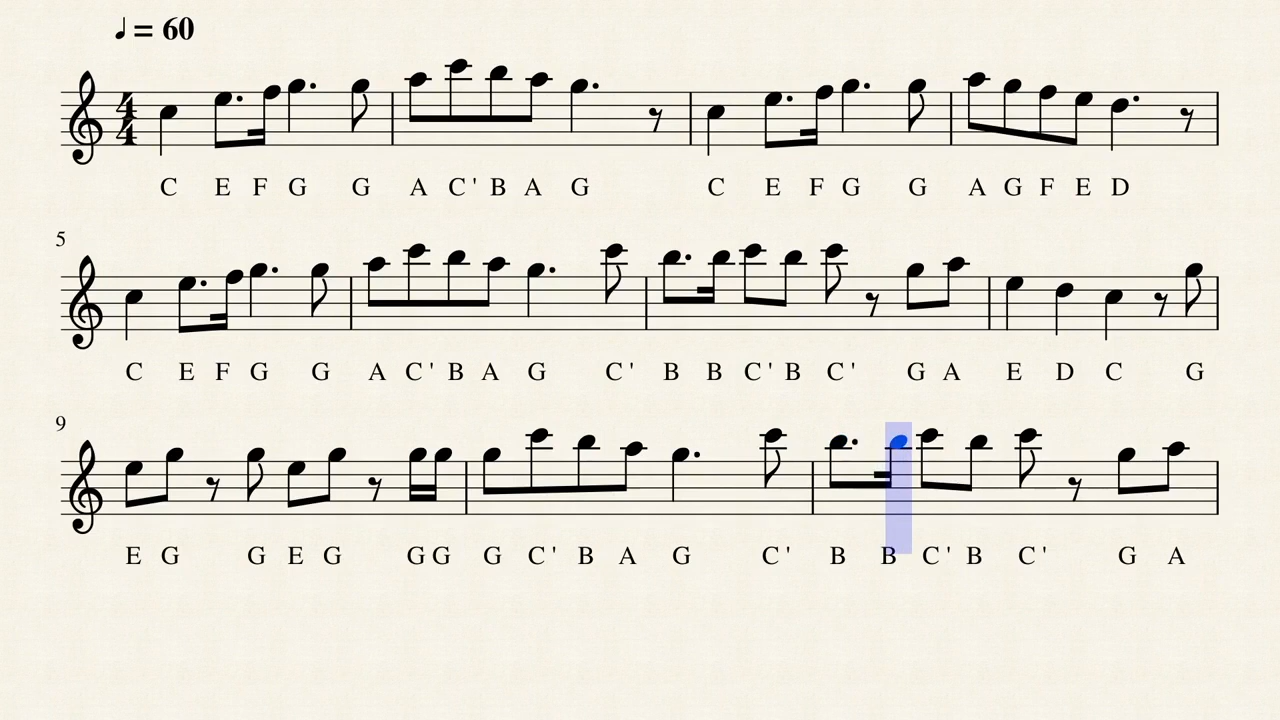 ♩ = 60
4
4
C E F G G A C' B A G C E F G G A G F E D
5
C E F G G A C' B A G C' B B C' B C' G A E D C G
9
E G G E G G G G C' B A G C' B B C' B C' G A